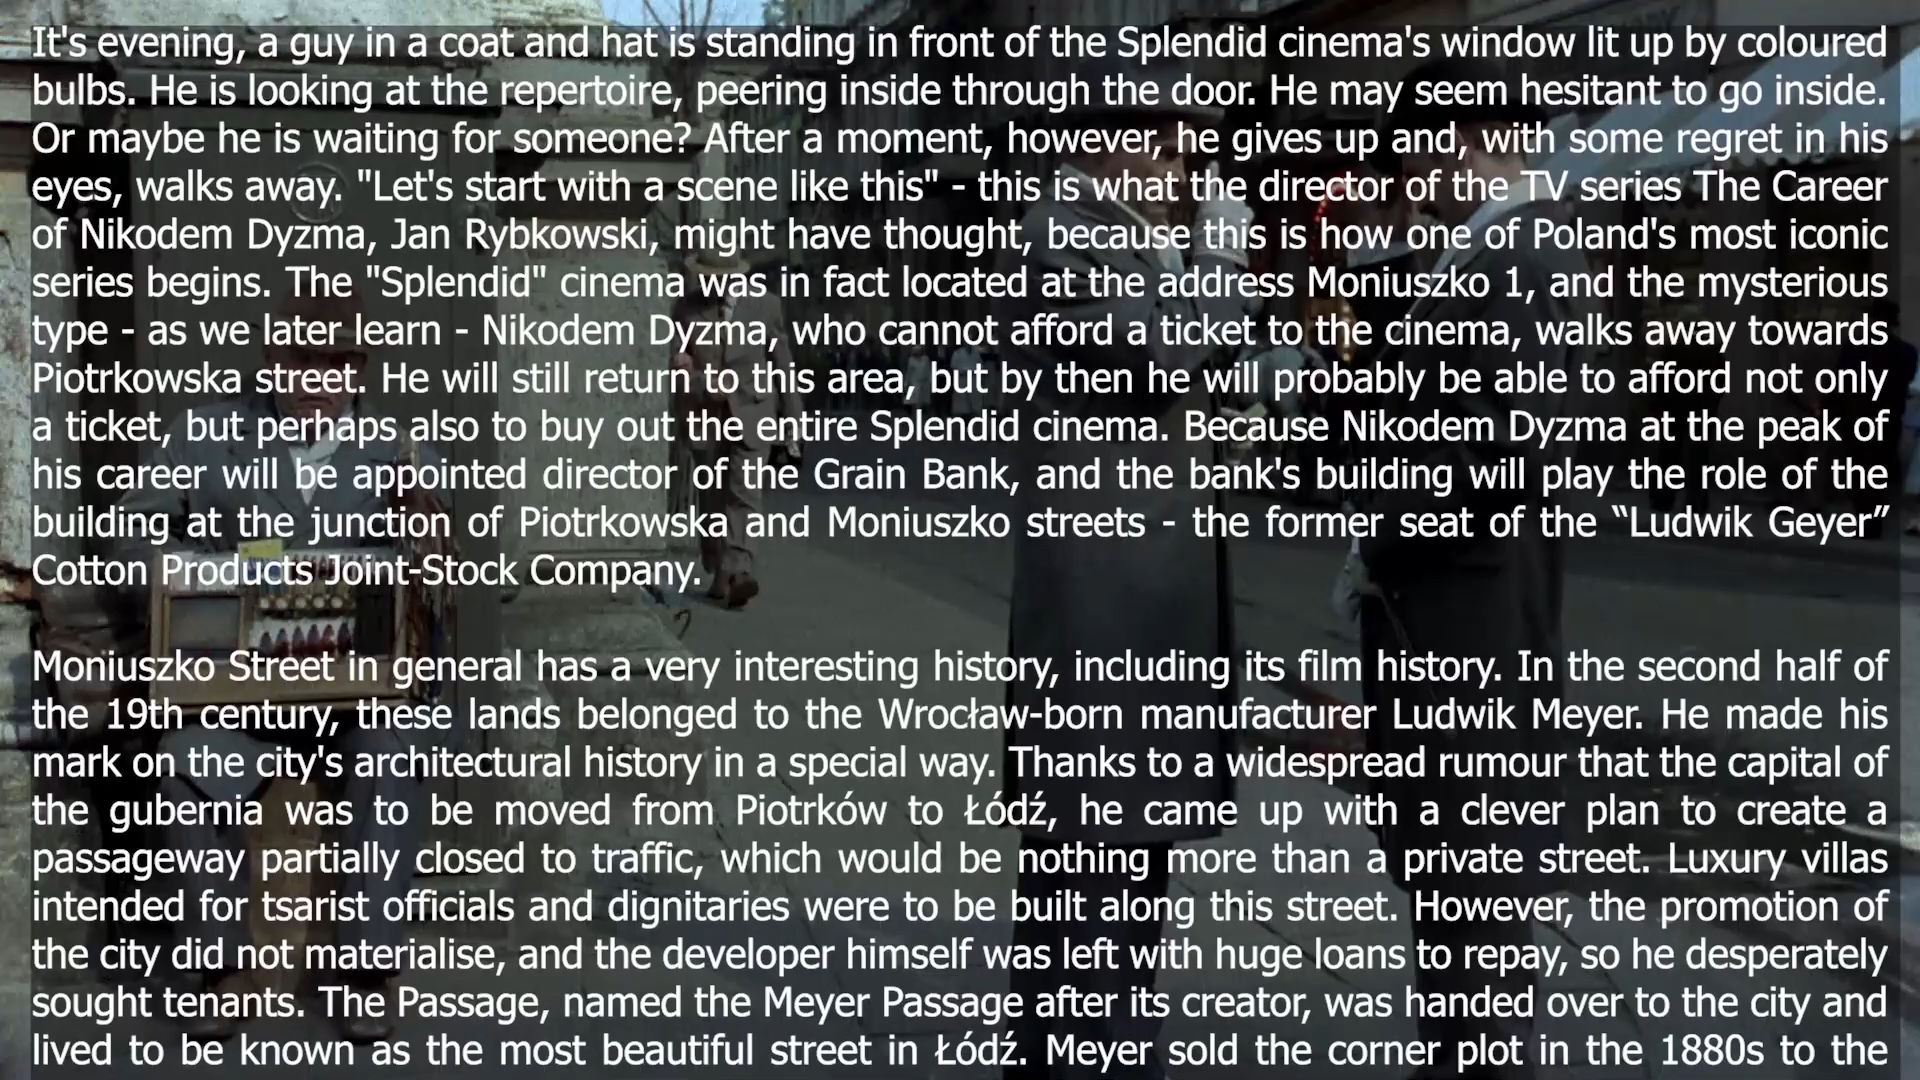 It's evening, a guy in a coat and hat is standing in front of the Splendid cinema's window lit up by coloured
bulbs. He is looking at the repertoire, peering inside through the door. He may seem hesitant to go inside.
Or maybe he is waiting for someone? After a moment, however, he gives up and, with some regret in his
eyes, walks away. "Let's start with a scene like this" - this is what the director of the TV series The Career
of Nikodem Dyzma, Jan Rybkowski, might have thought, because this is how one of Poland's most iconic
series begins. The "Splendid" cinema was in fact located at the address Moniuszko 1, and the mysterious
type - as we later learn - Nikodem Dyzma, who cannot afford a ticket to the cinema, walks away towards
Piotrkowska street. He will still return to this area, but by then he will probably be able to afford not only
a ticket, but perhaps also to buy out the entire Splendid cinema. Because Nikodem Dyzma at the peak of
his career will be appointed director of the Grain Bank, and the bank's building will play the role of the
building at the junction of Piotrkowska and Moniuszko streets - the former seat of the “Ludwik Geyer”
Cotton Products Joint-Stock Company.
Moniuszko Street in general has a very interesting history, including its film history. In the second half of
the 19th century, these lands belonged to the Wrocław-born manufacturer Ludwik Meyer. He made his
mark on the city's architectural history in a special way. Thanks to a widespread rumour that the capital of
the gubernia was to be moved from Piotrków to Łódź, he came up with a clever plan to create a
passageway partially closed to traffic, which would be nothing more than a private street. Luxury villas
intended for tsarist officials and dignitaries were to be built along this street. However, the promotion of
the city did not materialise, and the developer himself was left with huge loans to repay, so he desperately
sought tenants. The Passage, named the Meyer Passage after its creator, was handed over to the city and
lived to be known as the most beautiful street in Łódź. Meyer sold the corner plot in the 1880s to the